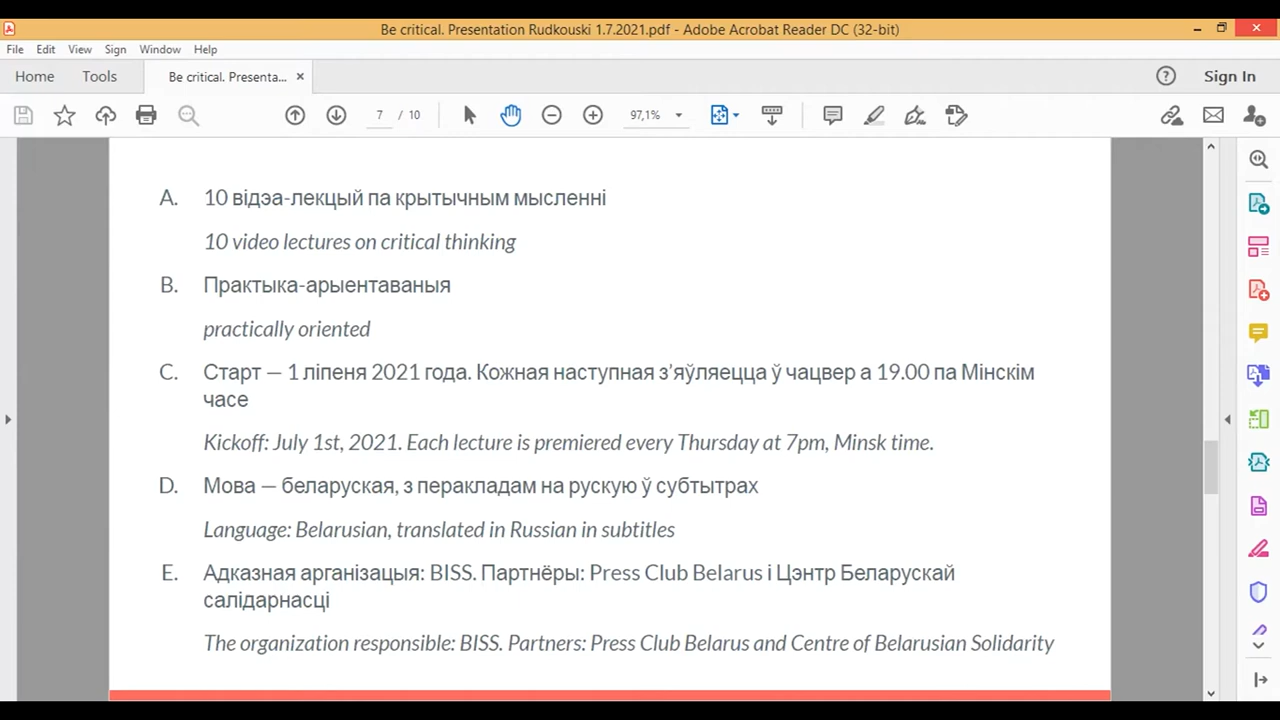 Be critical. Presentation Rudkouski 1.7.2021.pdf - Adobe Acrobat Reader DC (32-bit)
File Edit View Sign Window Help
Home Tools Be critical. Presenta... × Sign In
7 / 10 97,1%
A. 10 відэа-лекцый па крытычным мысленні
10 video lectures on critical thinking
B. Практыка-арыентаваныя
practically oriented
C. Старт — 1 ліпеня 2021 года. Кожная наступная з'яўляецца ў чацвер а 19.00 па Мінскім
часе
Kickoff: July 1st, 2021. Each lecture is premiered every Thursday at 7pm, Minsk time.
D. Мова — беларуская, з перакладам на рускую ў субтытрах
Language: Belarusian, translated in Russian in subtitles
E. Адказная арганізацыя: BISS. Партнёры: Press Club Belarus і Цэнтр Беларускай
салідарнасці
The organization responsible: BISS. Partners: Press Club Belarus and Centre of Belarusian Solidarity